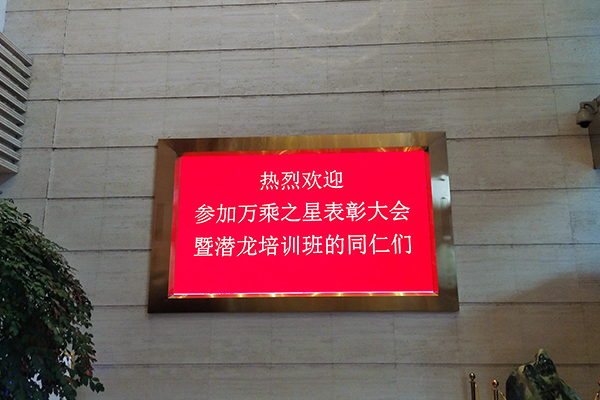 热烈欢迎
参加万乘之星表彰大会
暨潜龙培训班的同仁们